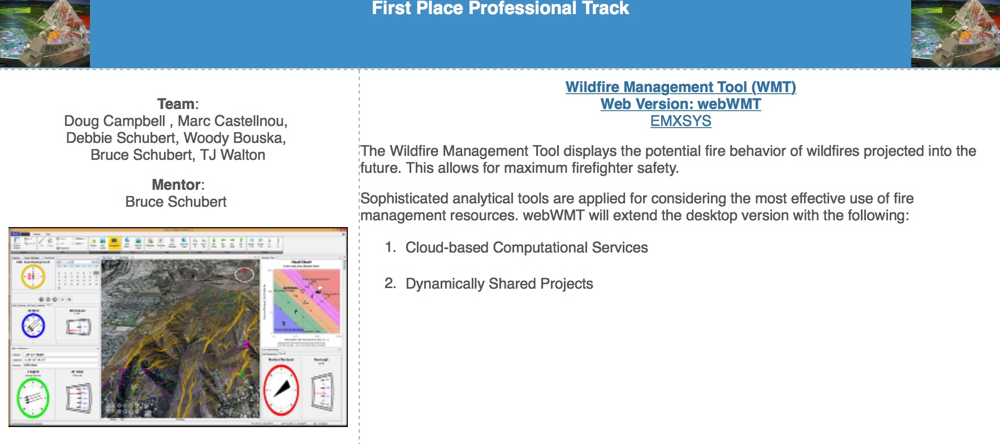 First Place Professional Track
Team:
Doug Campbell , Marc Castellnou,
Debbie Schubert, Woody Bouska,
Bruce Schubert, TJ Walton
Mentor:
Bruce Schubert
Wildfire Management Tool (WMT)
Web Version: webWMT
EMXSYS
The Wildfire Management Tool displays the potential fire behavior of wildfires projected into the
future. This allows for maximum firefighter safety.
Sophisticated analytical tools are applied for considering the most effective use of fire
management resources. webWMT will extend the desktop version with the following:
1. Cloud-based Computational Services
2. Dynamically Shared Projects